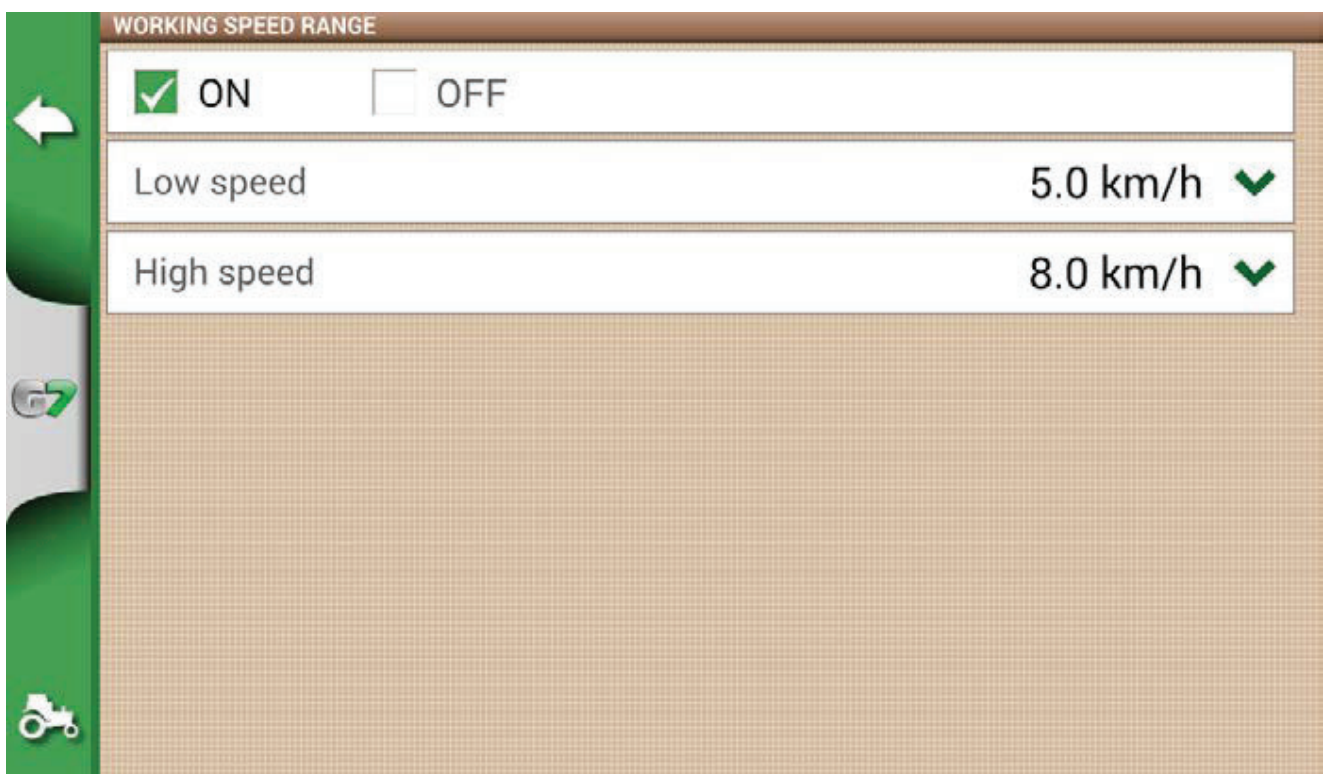 WORKING SPEED RANGE
ON OFF
Low speed 5.0 km/h
High speed 8.0 km/h
G7